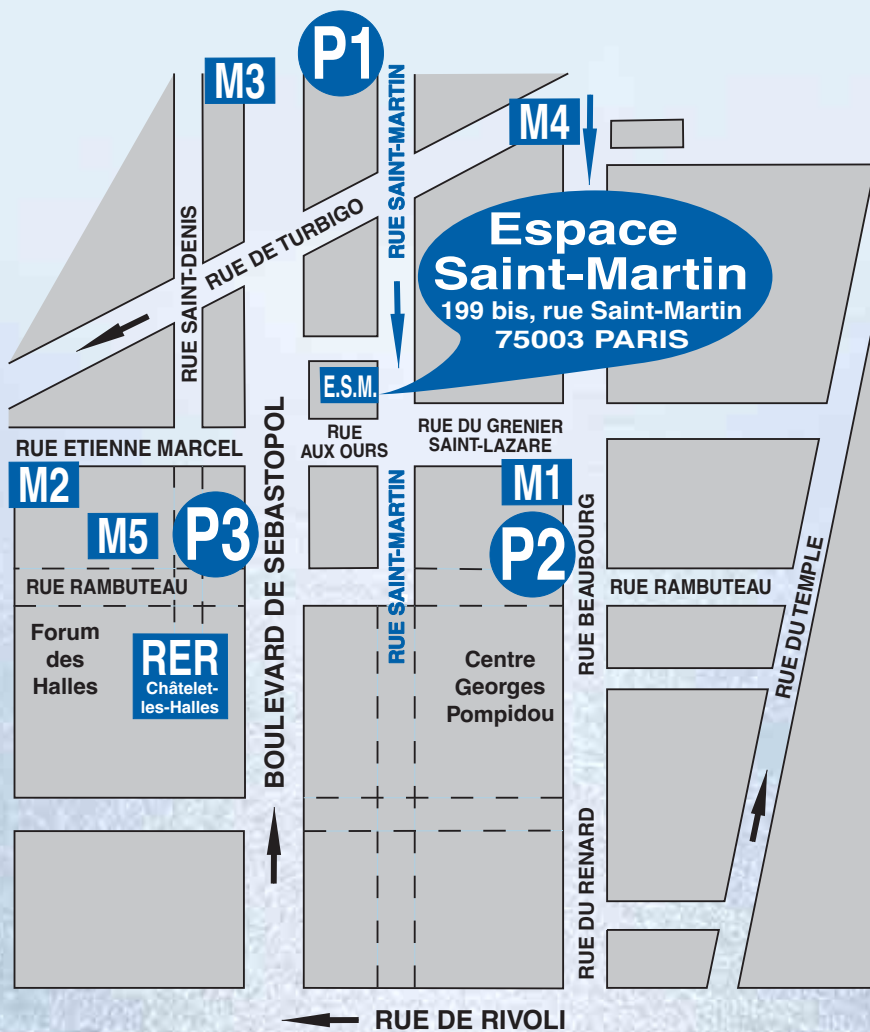 P1
M3
M4
RUE SAINT-MARTIN
RUE SAINT-DENIS
RUE DE TURBIGO
Espace
Saint-Martin
199 bis, rue Saint-Martin
75003 PARIS
E.S.M.
RUE ETIENNE MARCEL
RUE
AUX OURS
RUE DU GRENIER
SAINT-LAZARE
M2
M5
P3
BOULEVARD DE SEBASTOPOL
RUE SAINT-MARTIN
M1
P2
RUE BEAUBOURG
RUE RAMBUTEAU
RUE RAMBUTEAU
RUE DU TEMPLE
Forum
des
Halles
RER
Châtelet-
les-Halles
Centre
Georges
Pompidou
RUE DU RENARD
RUE DE RIVOLI